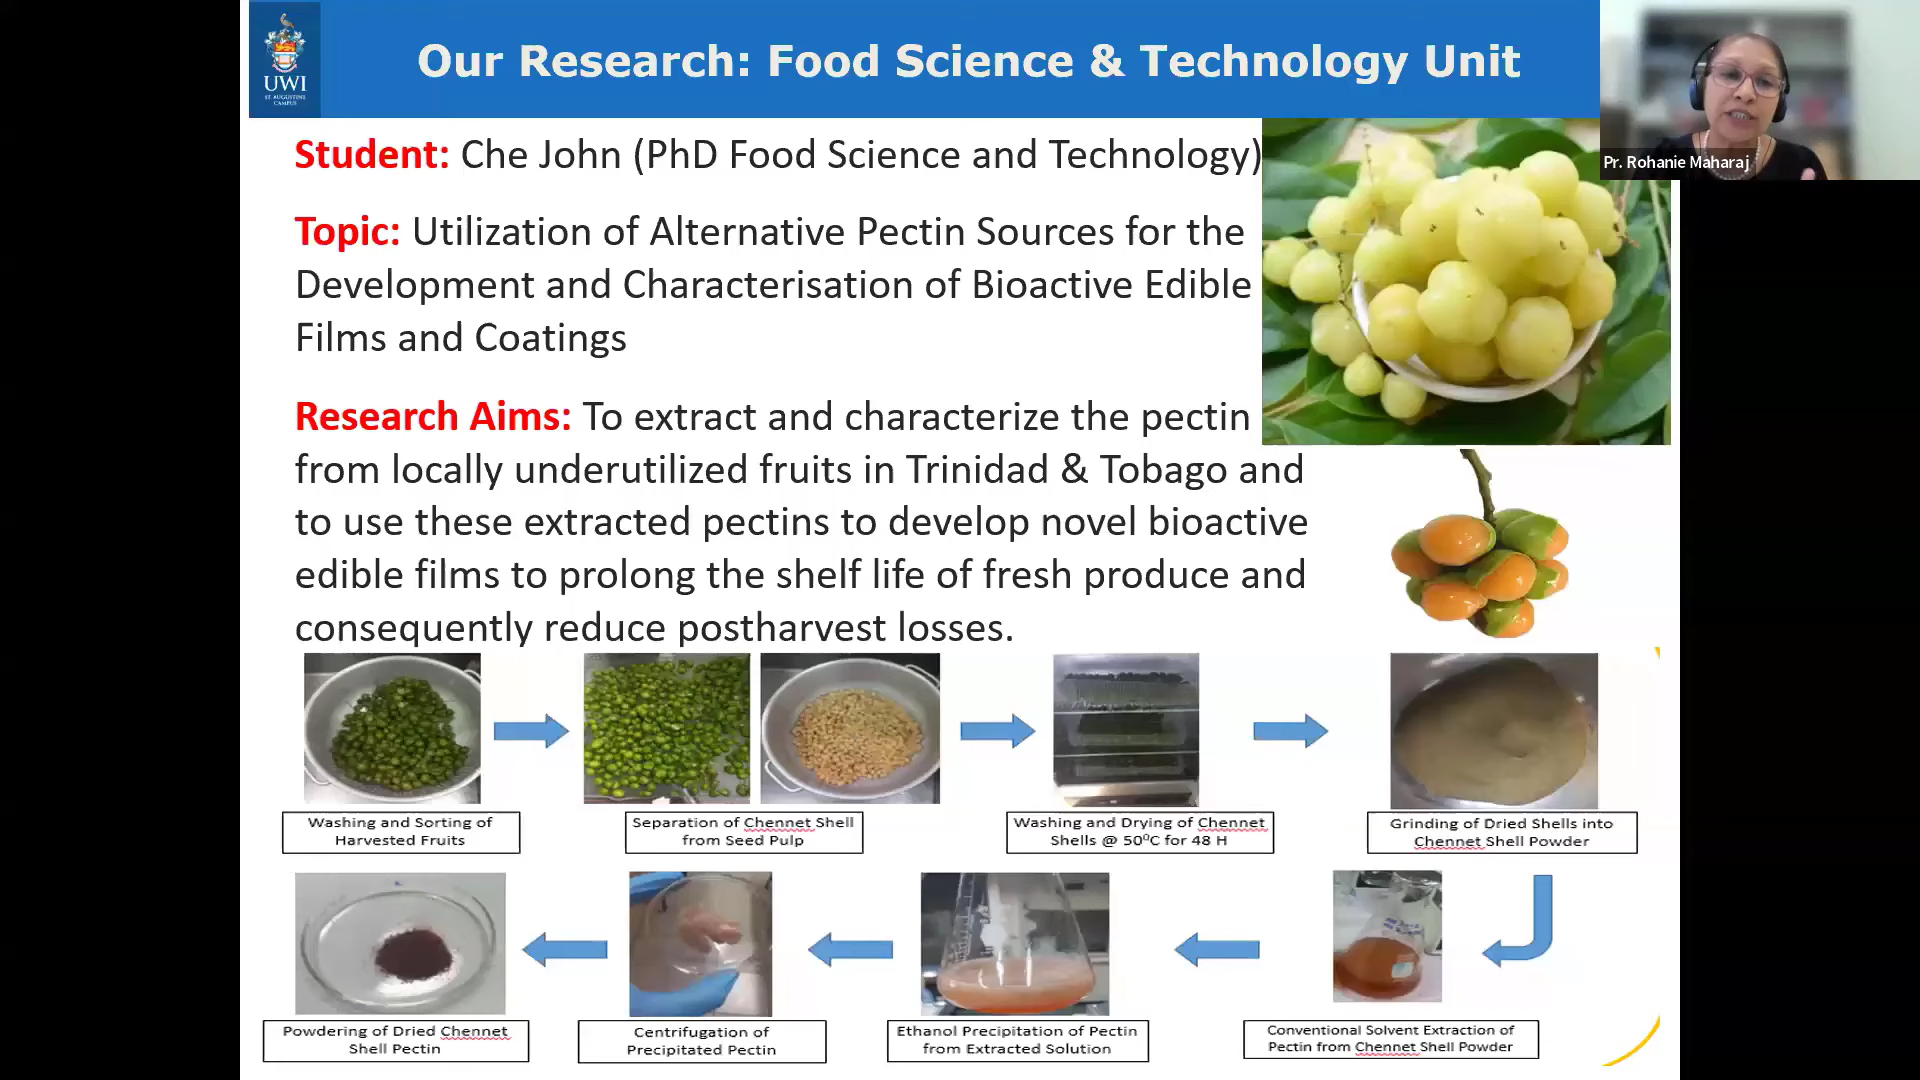 UWI
ST. AUGUSTINE
CAMPUS
Our Research: Food Science & Technology Unit
Pr. Rohanie Maharaj
Student: Che John (PhD Food Science and Technology)
Topic: Utilization of Alternative Pectin Sources for the
Development and Characterisation of Bioactive Edible
Films and Coatings
Research Aims: To extract and characterize the pectin
from locally underutilized fruits in Trinidad & Tobago and
to use these extracted pectins to develop novel bioactive
edible films to prolong the shelf life of fresh produce and
consequently reduce postharvest losses.
Washing and Sorting of
Harvested Fruits
Separation of Chennet Shell
from Seed Pulp
Washing and Drying of Chennet
Shells @ 50⁰C for 48 H
Grinding of Dried Shells into
Chennet Shell Powder
Powdering of Dried Chennet
Shell Pectin
Centrifugation of
Precipitated Pectin
Ethanol Precipitation of Pectin
from Extracted Solution
Conventional Solvent Extraction of
Pectin from Chennet Shell Powder